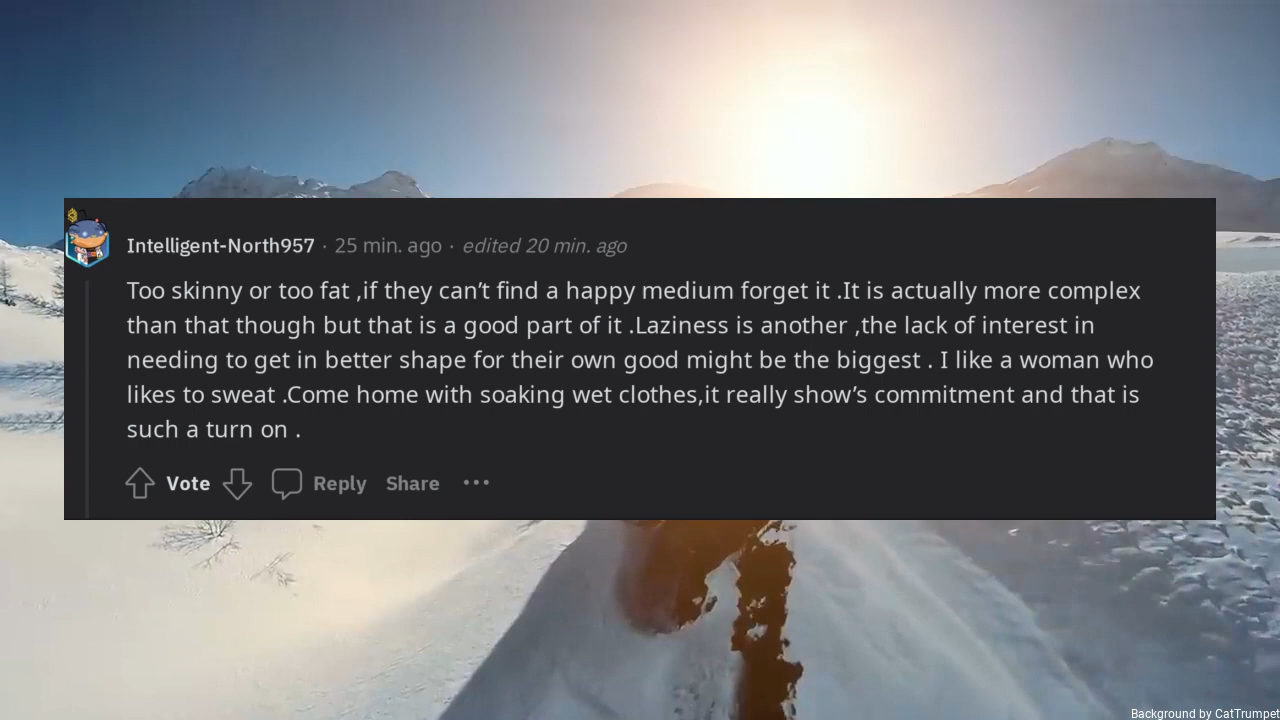 Intelligent-North957 · 25 min. ago · edited 20 min. ago
Too skinny or too fat ,if they can’t find a happy medium forget it .It is actually more complex
than that though but that is a good part of it .Laziness is another ,the lack of interest in
needing to get in better shape for their own good might be the biggest . I like a woman who
likes to sweat .Come home with soaking wet clothes,it really show’s commitment and that is
such a turn on .
Vote Reply Share ···
Background by CatTrumpet